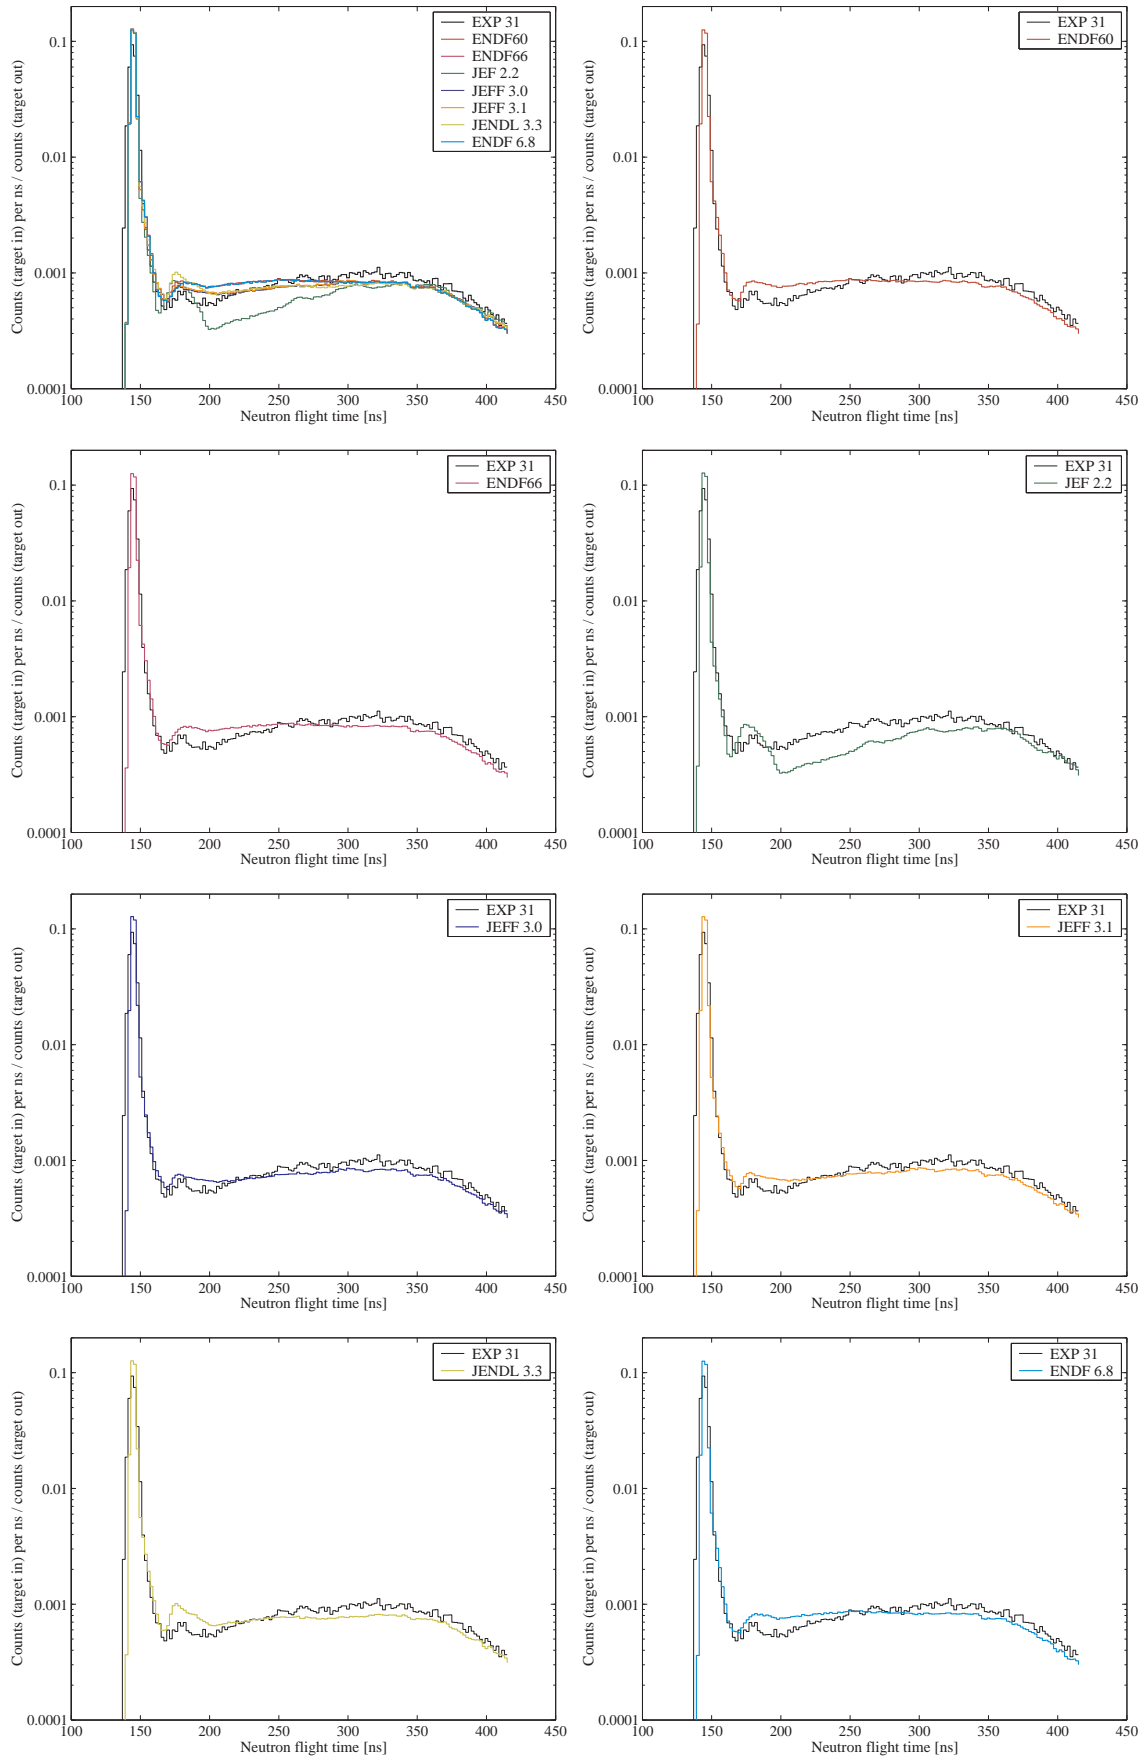 EXP 31
ENDF60
ENDF66
JEF 2.2
JEFF 3.0
JEFF 3.1
JENDL 3.3
ENDF 6.8
0.1
0.01
0.001
0.0001
100 150 200 250 300 350 400 450
Neutron flight time [ns]
Counts (target in) per ns / counts (target out)
EXP 31
ENDF60
0.1
0.01
0.001
0.0001
100 150 200 250 300 350 400 450
Neutron flight time [ns]
Counts (target in) per ns / counts (target out)
EXP 31
ENDF66
0.1
0.01
0.001
0.0001
100 150 200 250 300 350 400 450
Neutron flight time [ns]
Counts (target in) per ns / counts (target out)
EXP 31
JEF 2.2
0.1
0.01
0.001
0.0001
100 150 200 250 300 350 400 450
Neutron flight time [ns]
Counts (target in) per ns / counts (target out)
EXP 31
JEFF 3.0
0.1
0.01
0.001
0.0001
100 150 200 250 300 350 400 450
Neutron flight time [ns]
Counts (target in) per ns / counts (target out)
EXP 31
JEFF 3.1
0.1
0.01
0.001
0.0001
100 150 200 250 300 350 400 450
Neutron flight time [ns]
Counts (target in) per ns / counts (target out)
EXP 31
JENDL 3.3
0.1
0.01
0.001
0.0001
100 150 200 250 300 350 400 450
Neutron flight time [ns]
Counts (target in) per ns / counts (target out)
EXP 31
ENDF 6.8
0.1
0.01
0.001
0.0001
100 150 200 250 300 350 400 450
Neutron flight time [ns]
Counts (target in) per ns / counts (target out)